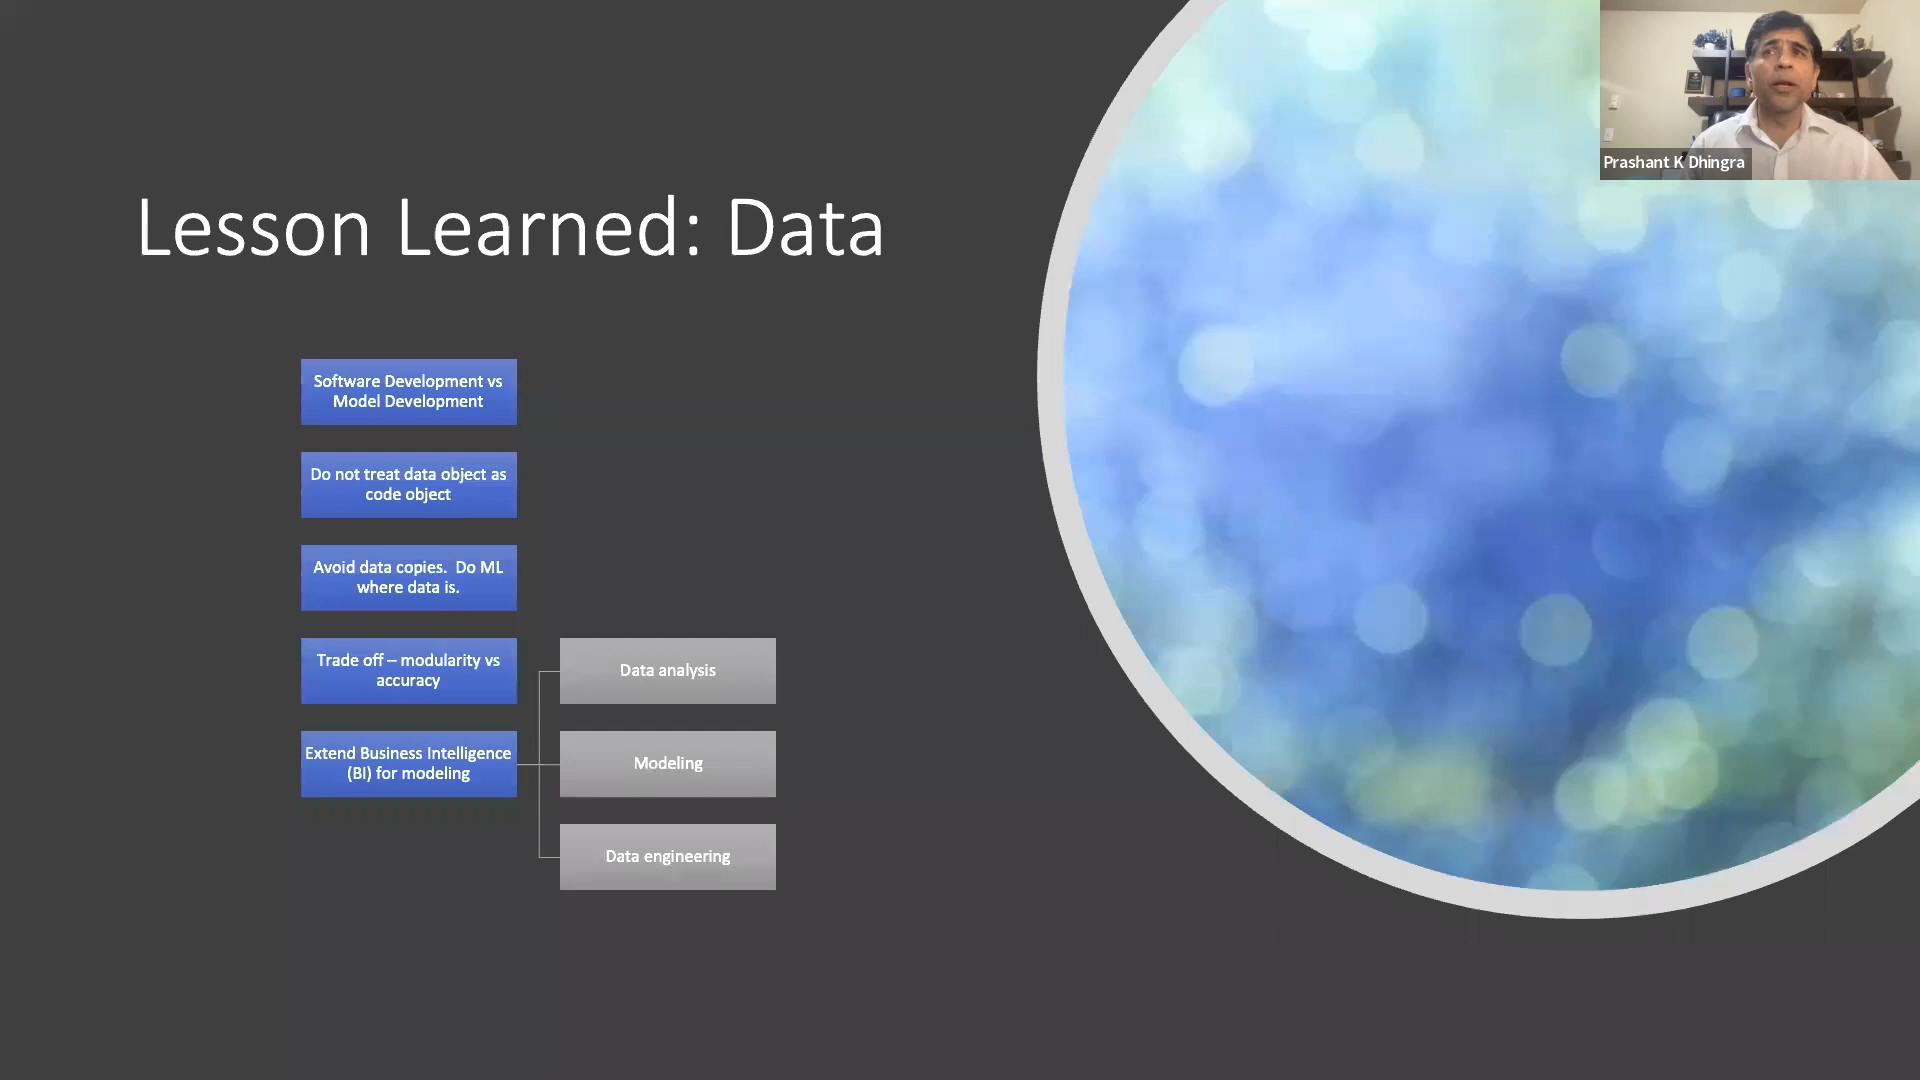 Prashant K Dhingra
Lesson Learned: Data
Software Development vs
Model Development
Do not treat data object as
code object
Avoid data copies.  Do ML
where data is.
Trade off – modularity vs
accuracy
Extend Business Intelligence
(BI) for modeling
Data analysis
Modeling
Data engineering